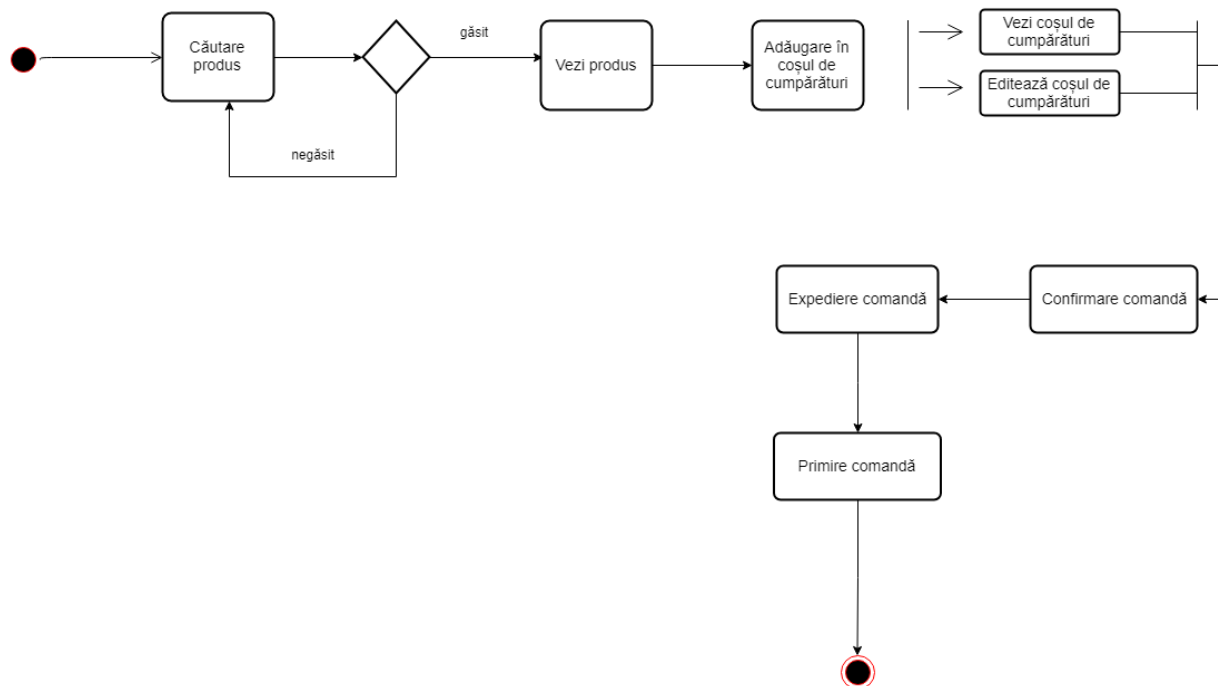 Căutare
produs
găsit
negăsit
Vezi produs
Adăugare în
coșul de
cumpărături
Vezi coșul de
cumpărături
Editează coșul de
cumpărături
Expediere comandă
Confirmare comandă
Primire comandă